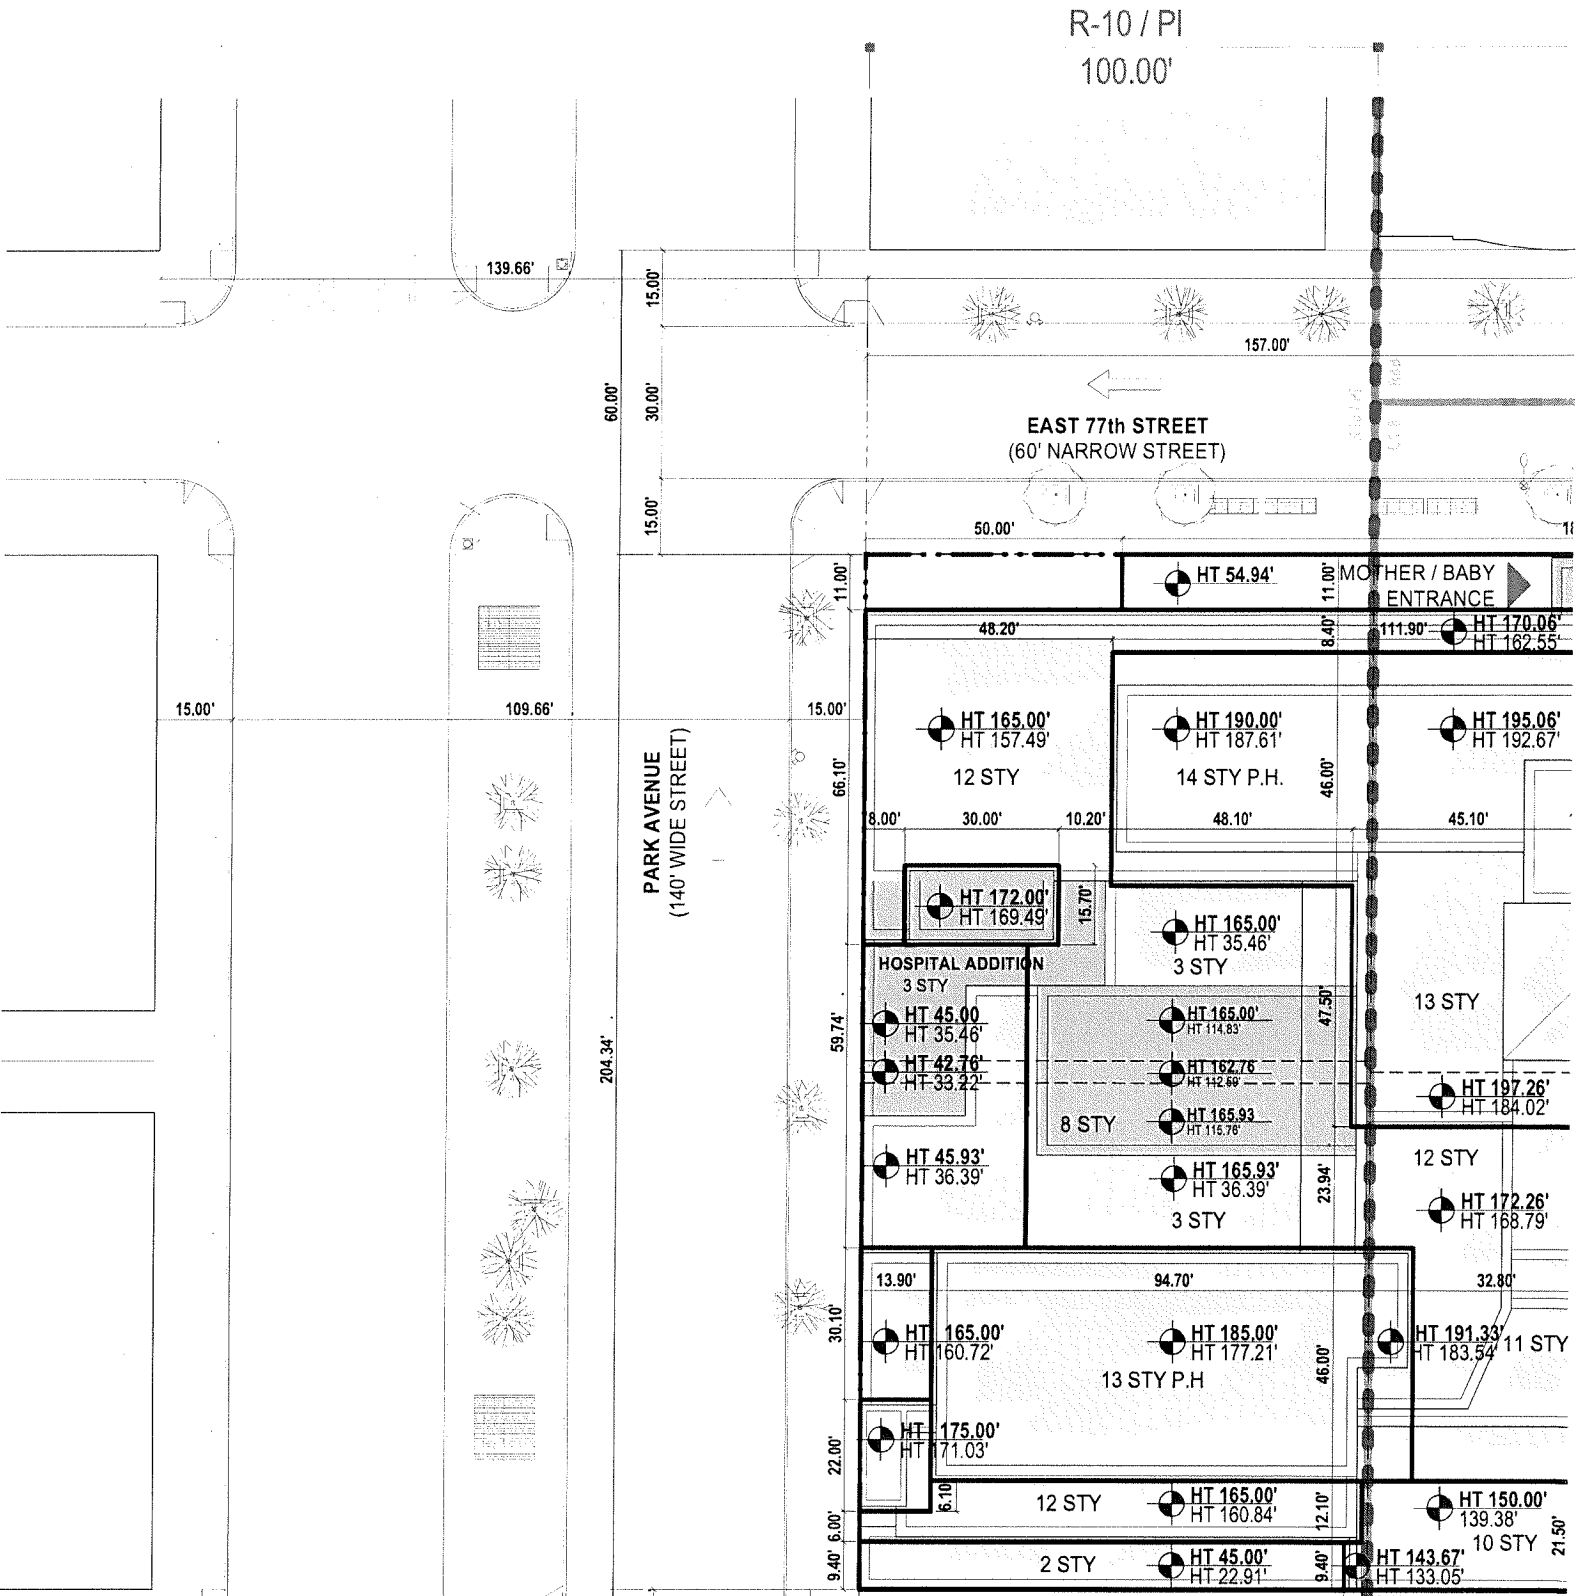 R-10 / PI
100.00'
139.66'
15.00'
157.00'
60.00'
30.00'
EAST 77th STREET
(60' NARROW STREET)
15.00'
50.00'
18
11.00'
HT 54.94'
11.00'
MOTHER / BABY
ENTRANCE
48.20'
8.40'
111.90'
HT 170.06'
HT 162.55'
15.00'
109.66'
15.00'
HT 165.00'
HT 157.49'
12 STY
HT 190.00'
HT 187.61'
14 STY P.H.
HT 195.06'
HT 192.67'
PARK AVENUE
(140' WIDE STREET)
66.10'
46.00'
8.00'
30.00'
10.20'
48.10'
45.10'
HT 172.00'
HT 169.49'
15.70'
HT 165.00'
HT 35.46'
3 STY
HOSPITAL ADDITION
3 STY
13 STY
HT 45.00
HT 35.46'
HT 165.00'
HT 114.83'
47.50'
59.74'
204.34'
HT 42.76'
HT 33.22'
HT 162.76
HT 112.59'
HT 197.26'
HT 184.02'
8 STY
HT 165.93
HT 115.76'
HT 45.93'
HT 36.39'
HT 165.93'
HT 36.39'
3 STY
23.94'
12 STY
HT 172.26'
HT 168.79'
13.90'
94.70'
32.80'
30.10'
HT 165.00'
HT 160.72'
HT 185.00'
HT 177.21'
13 STY P.H
46.00'
HT 191.33'
HT 183.54'
11 STY
HT 175.00'
HT 171.03'
22.00'
6.10
12 STY
HT 165.00'
HT 160.84'
12.10'
HT 150.00'
139.38'
10 STY
21.50'
6.00'
9.40'
2 STY
HT 45.00'
HT 22.91'
9.40'
HT 143.67'
HT 133.05'